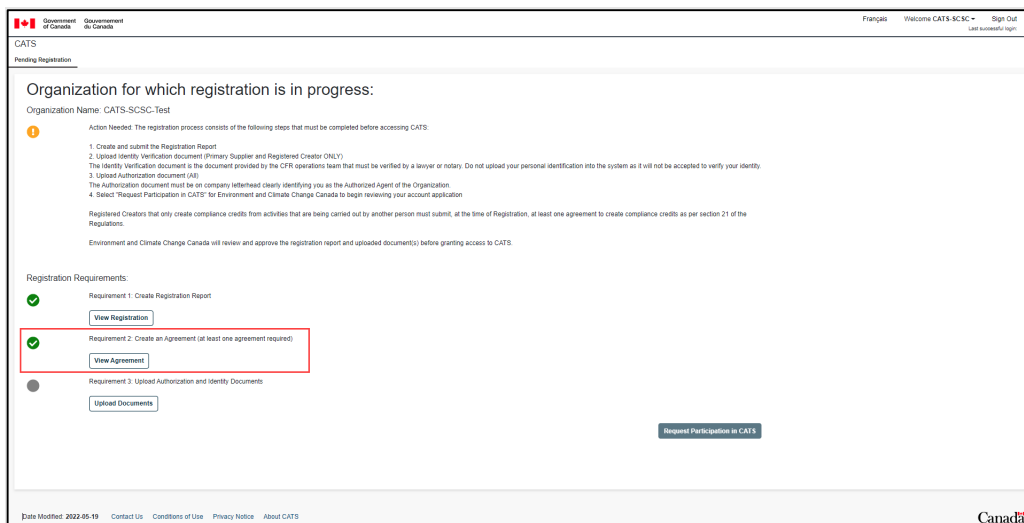 Government Gouvernement
of Canada du Canada
Français Welcome CATS-SCSC Sign Out
Last successful login:
CATS
Pending Registration
Organization for which registration is in progress:
Organization Name: CATS-SCSC-Test
Action Needed: The registration process consists of the following steps that must be completed before accessing CATS:
1. Create and submit the Registration Report
2. Upload Identity Verification document (Primary Supplier and Registered Creator ONLY)
The Identity Verification document is the document provided by the CFR operations team that must be verified by a lawyer or notary. Do not upload your personal identification into the system as it will not be accepted to verify your identity.
3. Upload Authorization document (All)
The Authorization document must be on company letterhead clearly identifying you as the Authorized Agent of the Organization.
4. Select "Request Participation in CATS" for Environment and Climate Change Canada to begin reviewing your account application
Registered Creators that only create compliance credits from activities that are being carried out by another person must submit, at the time of Registration, at least one agreement to create compliance credits as per section 21 of the
Regulations.
Environment and Climate Change Canada will review and approve the registration report and uploaded document(s) before granting access to CATS.
Registration Requirements:
Requirement 1: Create Registration Report
View Registration
Requirement 2: Create an Agreement (at least one agreement required)
View Agreement
Requirement 3: Upload Authorization and Identity Documents
Upload Documents
Request Participation in CATS
Date Modified: 2022-05-19 Contact Us Conditions of Use Privacy Notice About CATS
Canada